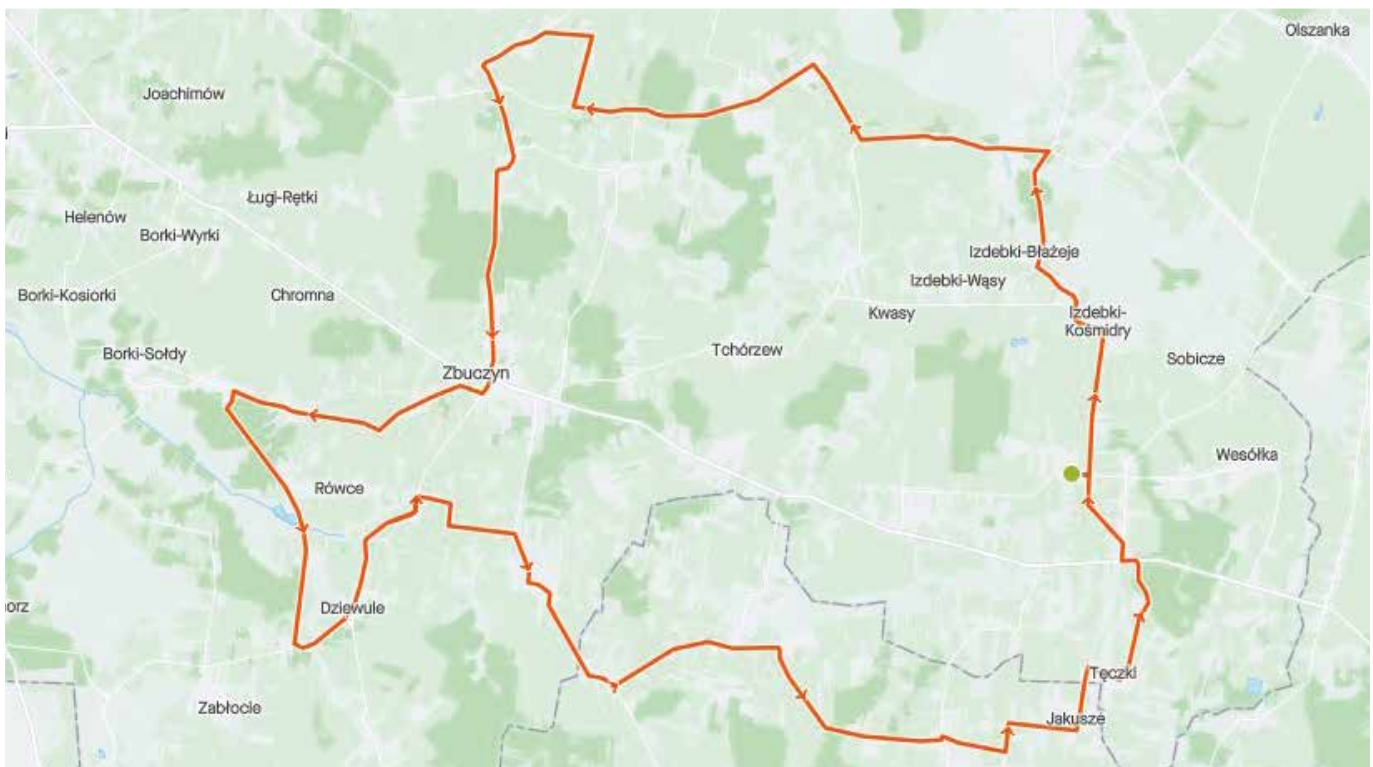 Olszanka
Joachimów
Ługi-Rętki
Helenów
Borki-Wyrki
Izdebki-Błażeje
Izdebki-Wąsy
Borki-Kosiorki
Chromna
Kwasy
Izdebki-
Kośmidry
Tchórzew
Borki-Sołdy
Sobicze
Zbuczyn
Wesółka
Rówce
orz
Dziewule
Tęczki
Zabłocie
Jakusze